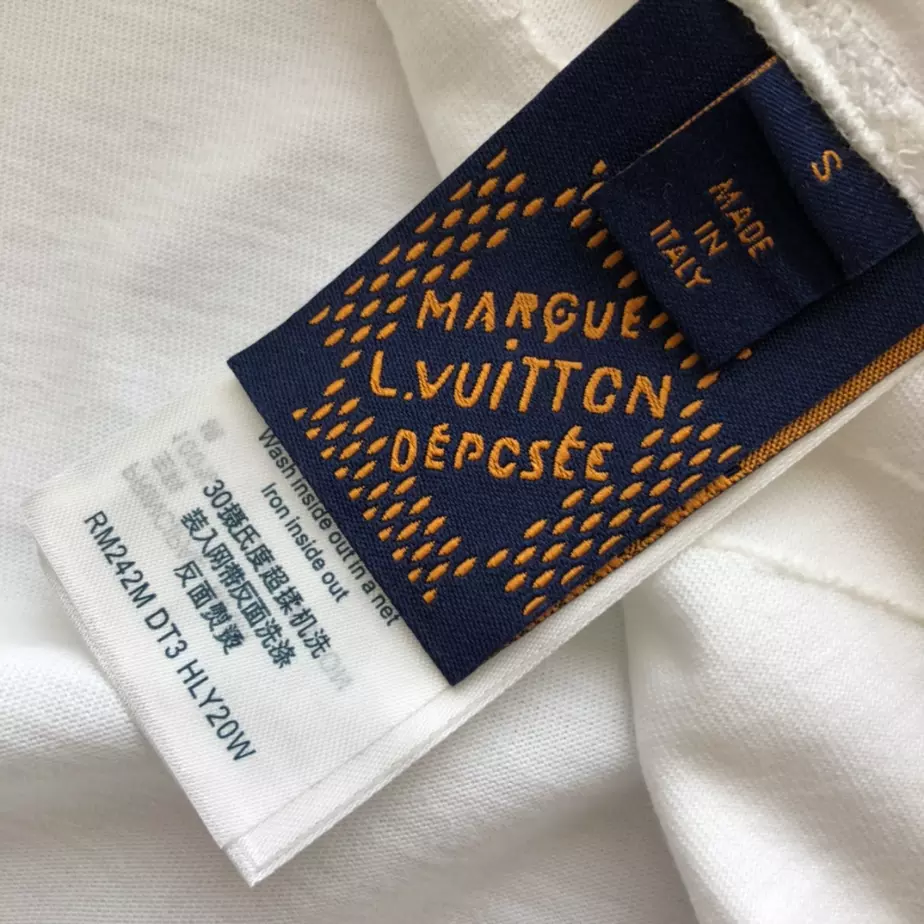 S
MADE
IN
ITALY
MARQUE
L.VUITTON
DÉPOSÉE
Wash inside out in a net
Iron inside out
30摄氏度超揉机洗
装入网带反面洗涤
反面熨烫
RM242M DT3 HLY20W